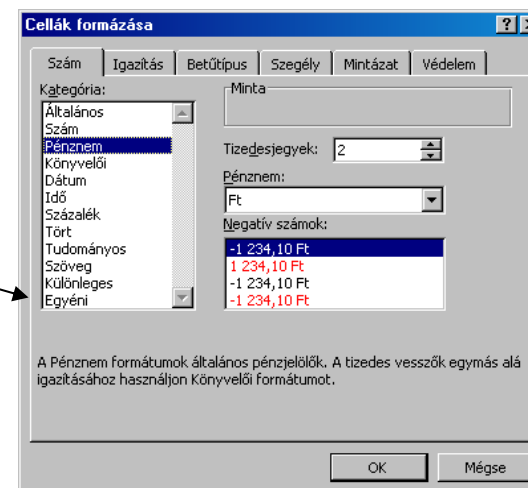 Cellák formázása
Szám
Igazítás
Betűtípus
Szegély
Mintázat
Védelem
Kategória:
Általános
Szám
Pénznem
Könyvelői
Dátum
Idő
Százalék
Tört
Tudományos
Szöveg
Különleges
Egyéni
Minta
Tizedesjegyek:
2
Pénznem:
Ft
Negatív számok:
-1 234,10 Ft
1 234,10 Ft
-1 234,10 Ft
-1 234,10 Ft
A Pénznem formátumok általános pénzjelölők. A tizedes vesszők egymás alá
igazításához használjon Könyvelői formátumot.
OK
Mégse